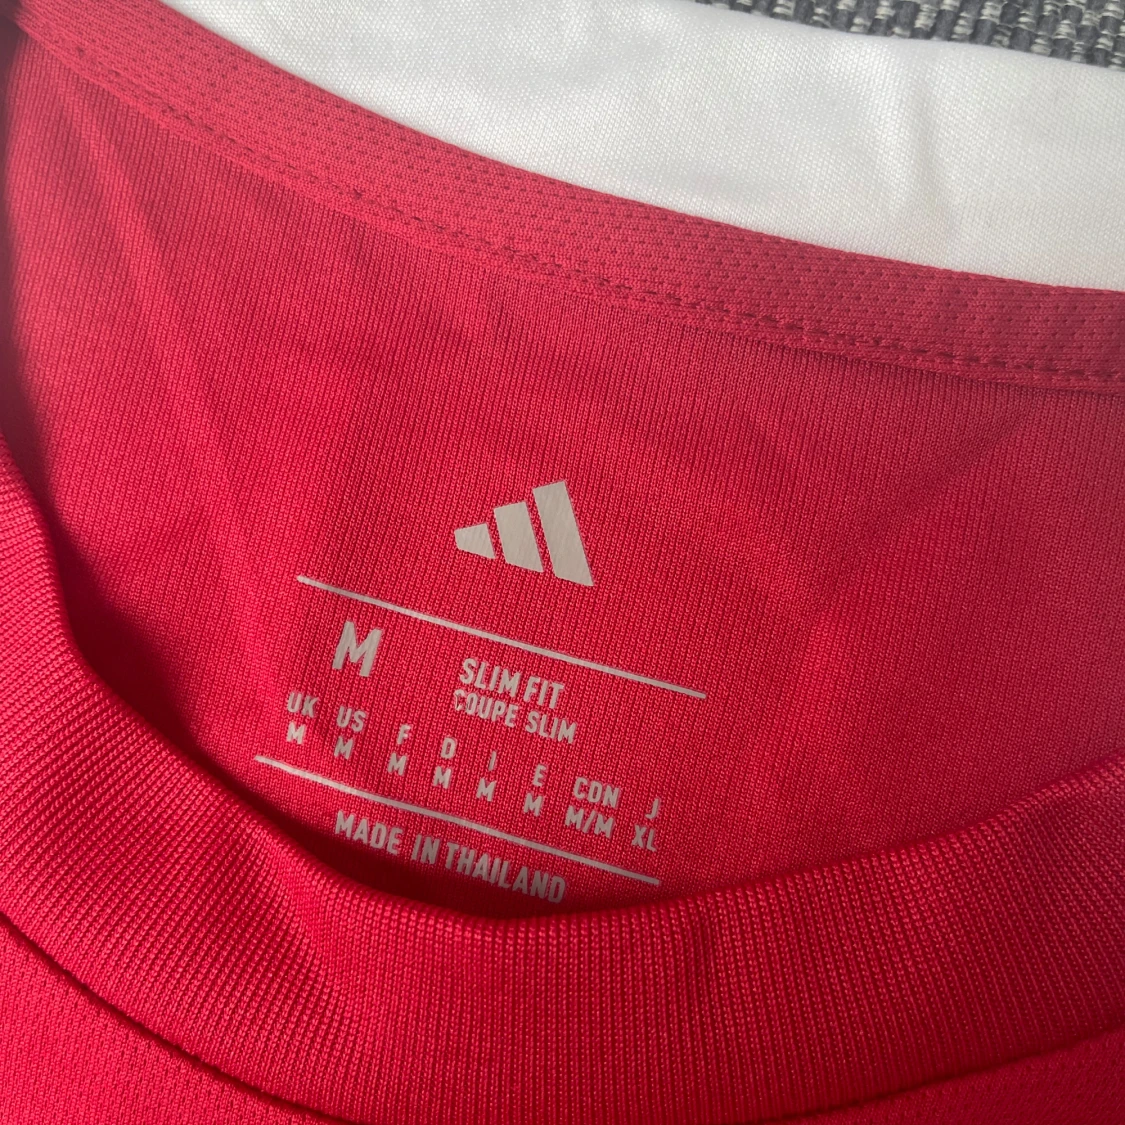 M
SLIM FIT
COUPE SLIM
UK US F D I E CON J
M M M M M M M/M XL
MADE IN THAILAND